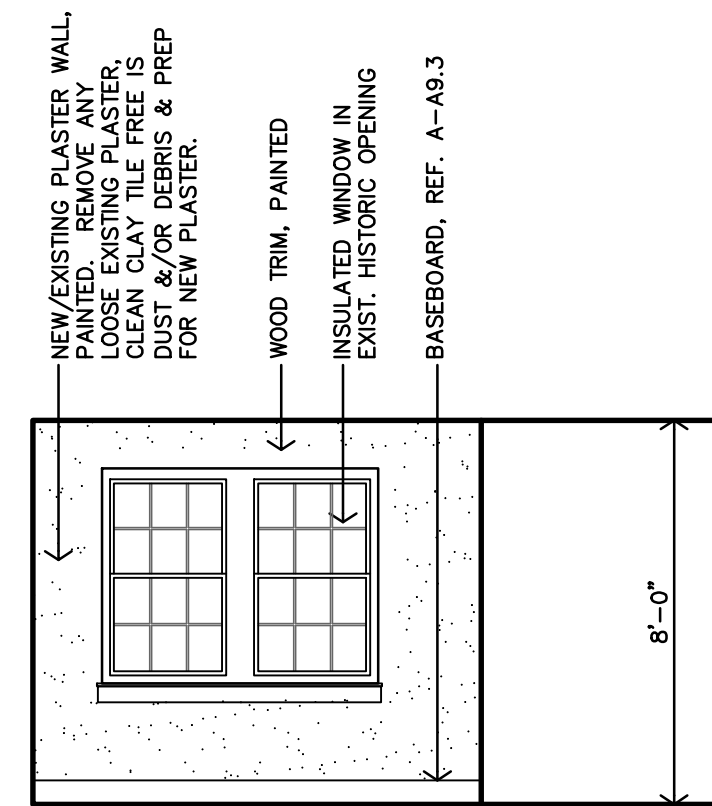 NEW/EXISTING PLASTER WALL,
PAINTED. REMOVE ANY
LOOSE EXISTING PLASTER,
CLEAN CLAY TILE FREE IS
DUST &/OR DEBRIS & PREP
FOR NEW PLASTER.
WOOD TRIM, PAINTED
INSULATED WINDOW IN
EXIST. HISTORIC OPENING
BASEBOARD, REF. A-A9.3
8'-0"